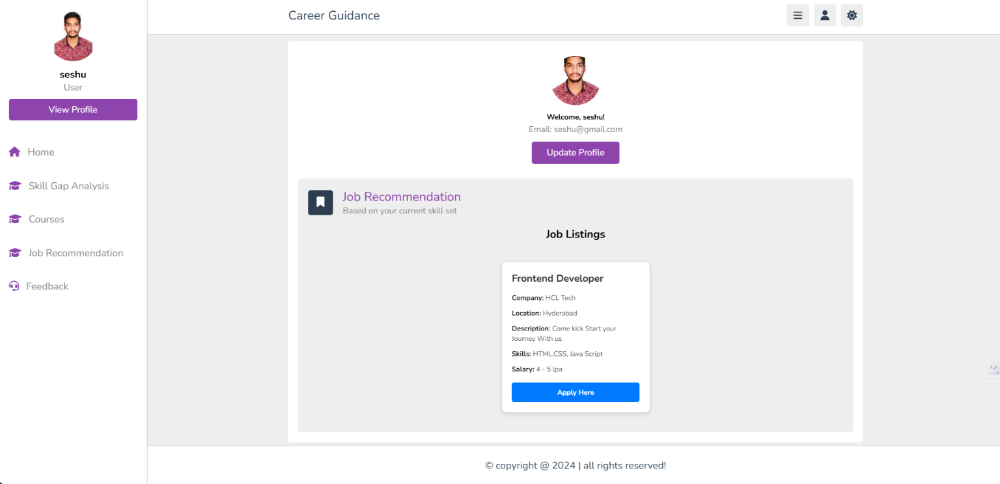 seshu
User
View Profile
Home
Skill Gap Analysis
Courses
Job Recommendation
Feedback
Career Guidance
Welcome, seshu!
Email: seshu@gmail.com
Update Profile
Job Recommendation
Based on your current skill set
Job Listings
Frontend Developer
Company: HCL Tech
Location: Hyderabad
Description: Come kick Start your
Journey With us
Skills: HTML,CSS, Java Script
Salary: 4 - 5 lpa
Apply Here
© copyright @ 2024 | all rights reserved!